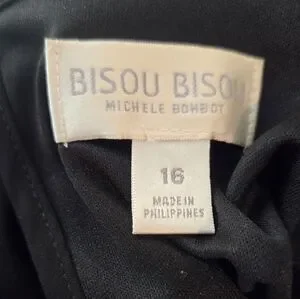 BISOU BISOU
MICHELE BOHBOT
16
MADE IN
PHILIPPINES